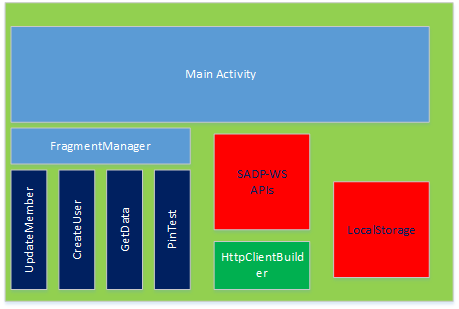 Main Activity
FragmentManager
UpdateMember
CreateUser
GetData
PinTest
SADP-WS
APIs
HttpClientBuild
er
LocalStorage